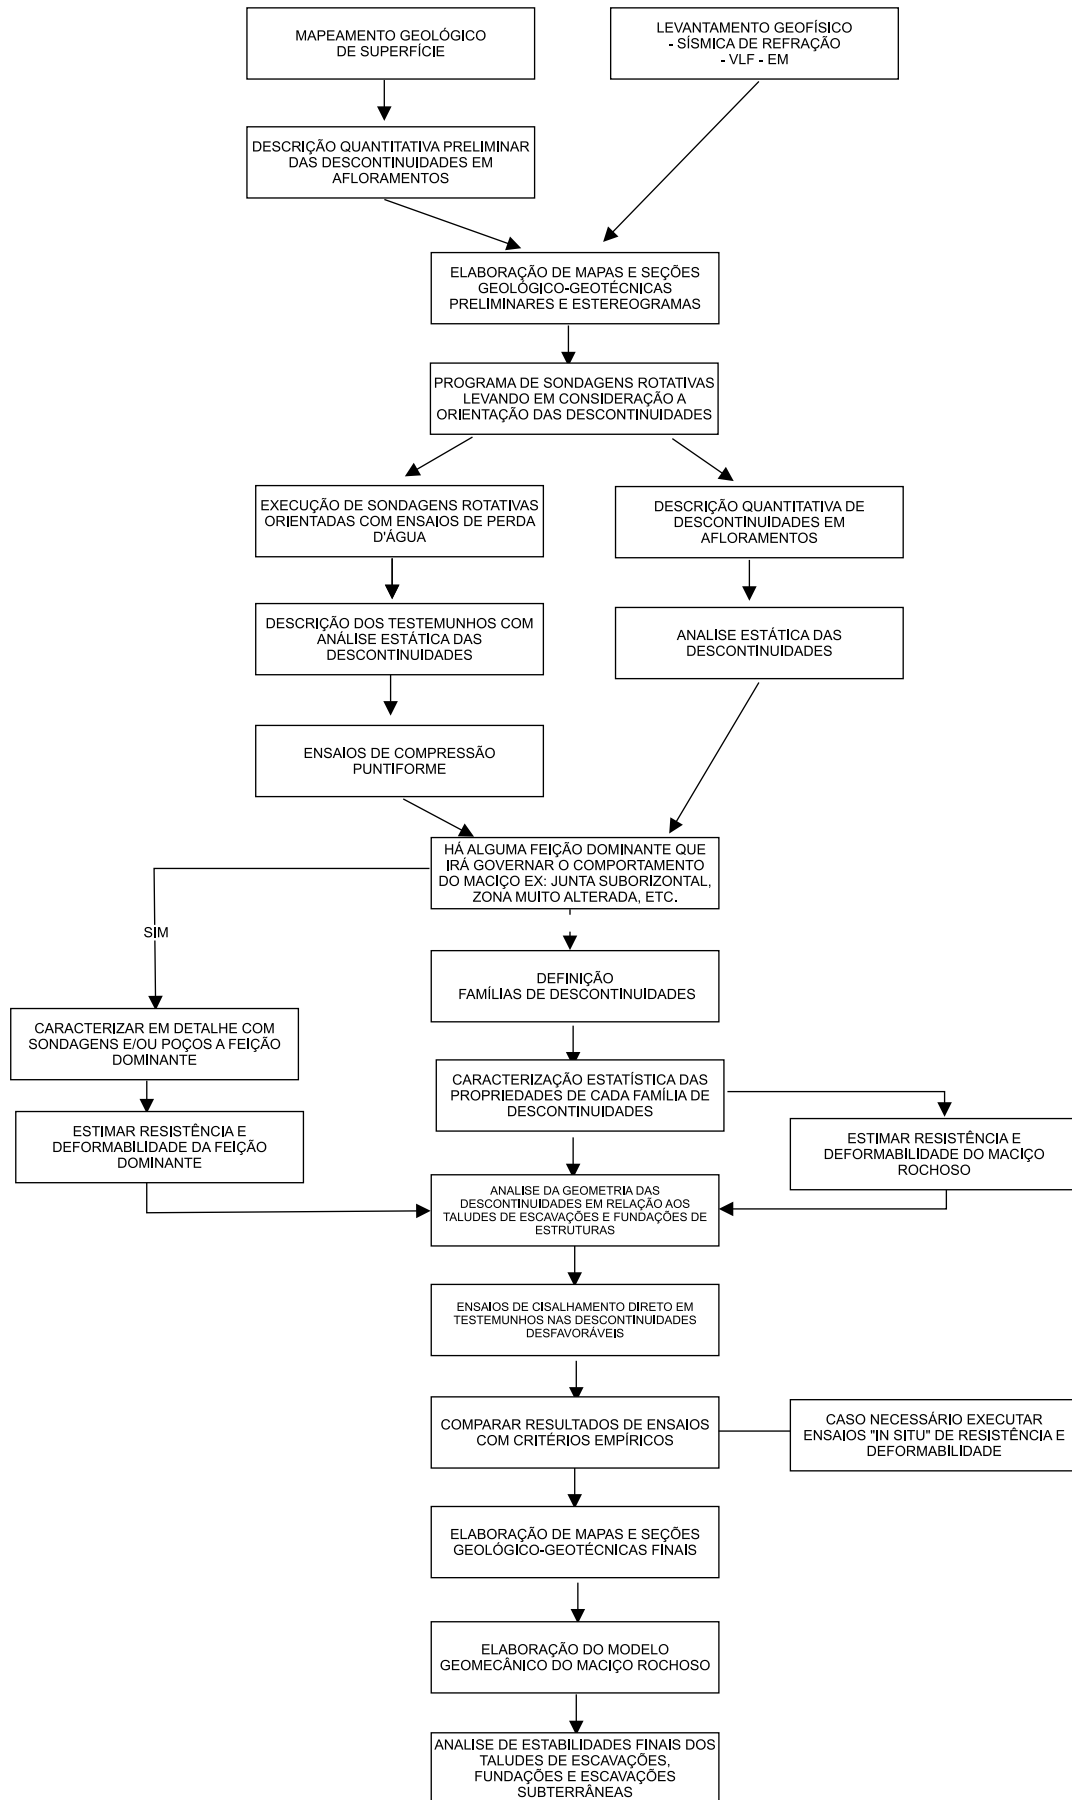 MAPEAMENTO GEOLÓGICO
DE SUPERFÍCIE
LEVANTAMENTO GEOFÍSICO
- SÍSMICA DE REFRAÇÃO
- VLF - EM
DESCRIÇÃO QUANTITATIVA PRELIMINAR
DAS DESCONTINUIDADES EM
AFLORAMENTOS
ELABORAÇÃO DE MAPAS E SEÇÕES
GEOLÓGICO-GEOTÉCNICAS
PRELIMINARES E ESTEREOGRAMAS
PROGRAMA DE SONDAGENS ROTATIVAS
LEVANDO EM CONSIDERAÇÃO A
ORIENTAÇÃO DAS DESCONTINUIDADES
EXECUÇÃO DE SONDAGENS ROTATIVAS
ORIENTADAS COM ENSAIOS DE PERDA
D'ÁGUA
DESCRIÇÃO QUANTITATIVA DE
DESCONTINUIDADES EM
AFLORAMENTOS
DESCRIÇÃO DOS TESTEMUNHOS COM
ANÁLISE ESTÁTICA DAS
DESCONTINUIDADES
ANALISE ESTÁTICA DAS
DESCONTINUIDADES
ENSAIOS DE COMPRESSÃO
PUNTIFORME
HÁ ALGUMA FEIÇÃO DOMINANTE QUE
IRÁ GOVERNAR O COMPORTAMENTO
DO MACIÇO EX: JUNTA SUBORIZONTAL,
ZONA MUITO ALTERADA, ETC.
SIM
DEFINIÇÃO
FAMÍLIAS DE DESCONTINUIDADES
CARACTERIZAR EM DETALHE COM
SONDAGENS E/OU POÇOS A FEIÇÃO
DOMINANTE
CARACTERIZAÇÃO ESTATÍSTICA DAS
PROPRIEDADES DE CADA FAMÍLIA DE
DESCONTINUIDADES
ESTIMAR RESISTÊNCIA E
DEFORMABILIDADE DA FEIÇÃO
DOMINANTE
ESTIMAR RESISTÊNCIA E
DEFORMABILIDADE DO MACIÇO
ROCHOSO
ANALISE DA GEOMETRIA DAS
DESCONTINUIDADES EM RELAÇÃO AOS
TALUDES DE ESCAVAÇÕES E FUNDAÇÕES DE
ESTRUTURAS
ENSAIOS DE CISALHAMENTO DIRETO EM
TESTEMUNHOS NAS DESCONTINUIDADES
DESFAVORÁVEIS
COMPARAR RESULTADOS DE ENSAIOS
COM CRITÉRIOS EMPÍRICOS
CASO NECESSÁRIO EXECUTAR
ENSAIOS "IN SITU" DE RESISTÊNCIA E
DEFORMABILIDADE
ELABORAÇÃO DE MAPAS E SEÇÕES
GEOLÓGICO-GEOTÉCNICAS FINAIS
ELABORAÇÃO DO MODELO
GEOMECÂNICO DO MACIÇO ROCHOSO
ANALISE DE ESTABILIDADES FINAIS DOS
TALUDES DE ESCAVAÇÕES,
FUNDAÇÕES E ESCAVAÇÕES
SUBTERRÂNEAS